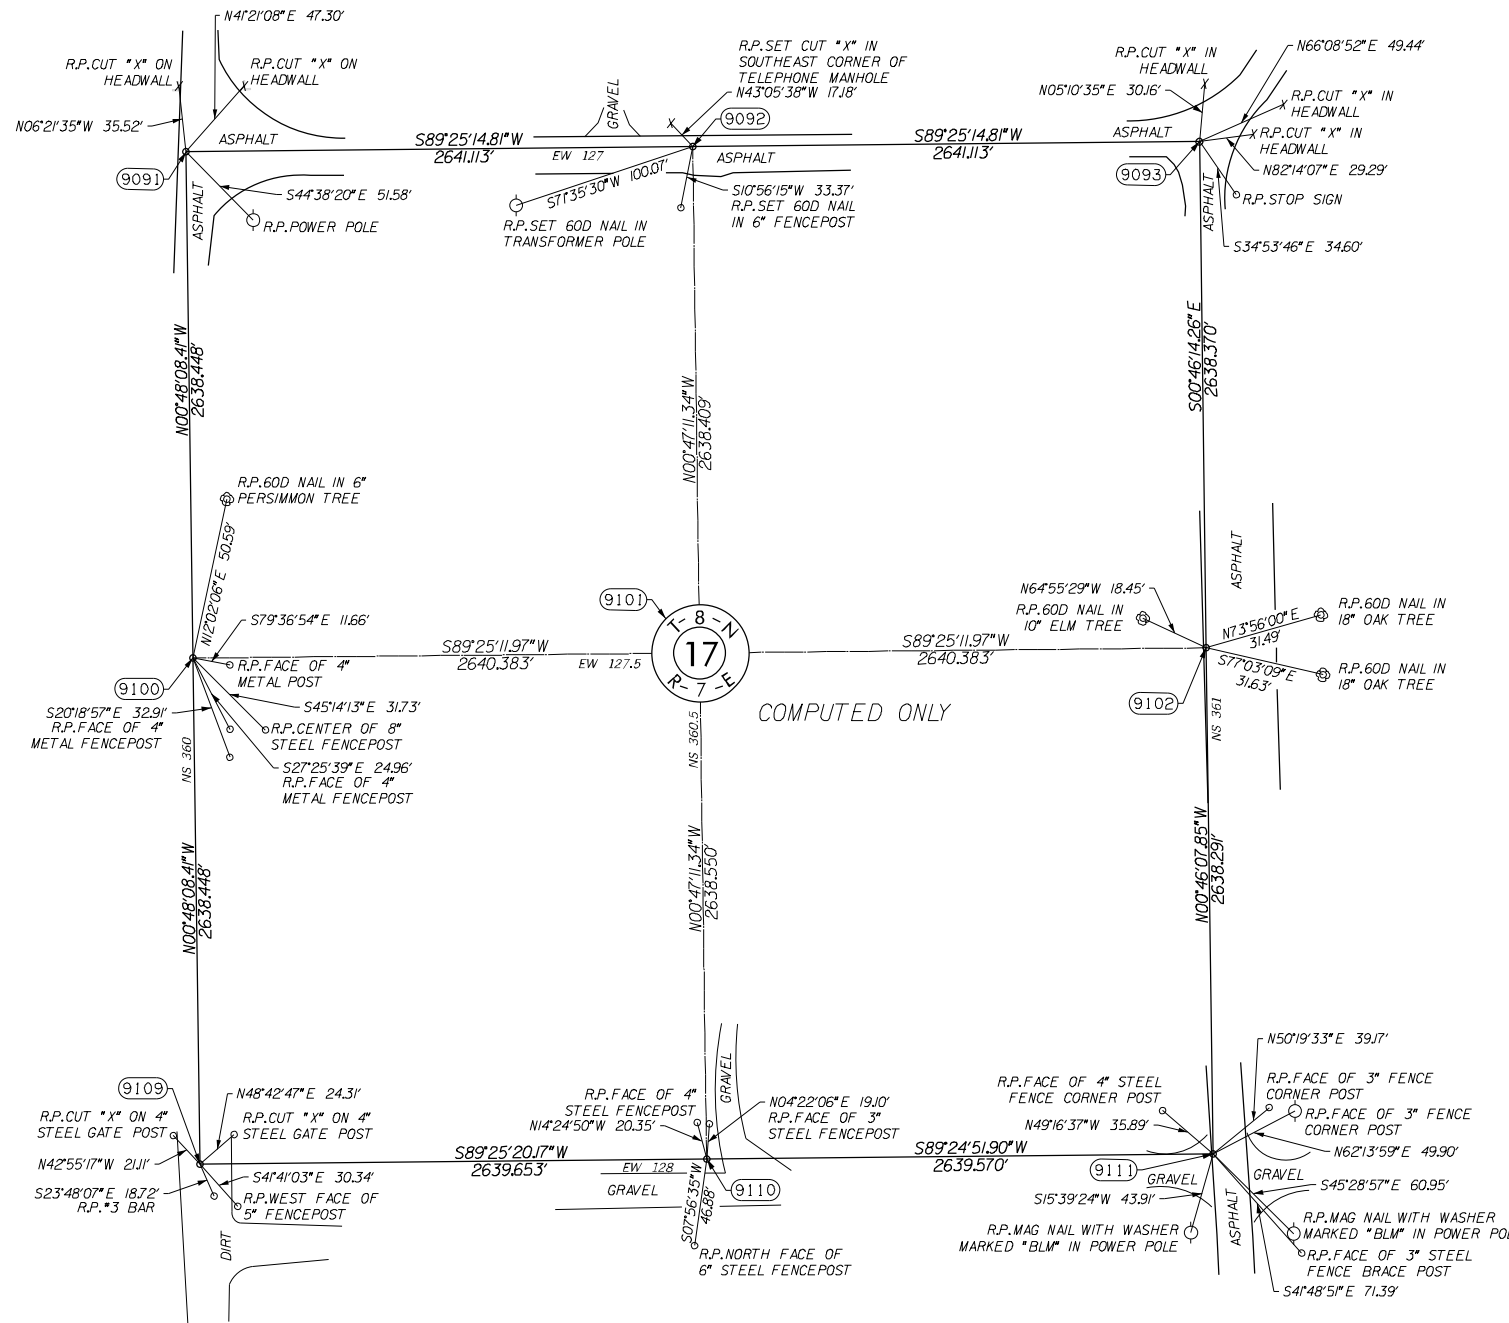 N41°21'08"E 47.30'
R.P.CUT "X" ON
HEADWALL
R.P.CUT "X" ON
HEADWALL
N06°21'35"W 35.52'
ASPHALT
9091
ASPHALT
S44°38'20"E 51.58'
R.P.POWER POLE
S89°25'14.81"W
2641.113'
EW 127
GRAVEL
R.P.SET CUT "X" IN
SOUTHEAST CORNER OF
TELEPHONE MANHOLE
N43°05'38"W 17.18'
X
9092
ASPHALT
S71°35'30"W 100.07'
R.P.SET 60D NAIL IN
TRANSFORMER POLE
S10°56'15"W 33.37'
R.P.SET 60D NAIL
IN 6" FENCEPOST
S89°25'14.81"W
2641.113'
R.P.CUT "X" IN
HEADWALL
N05°10'35"E 30.16'
N66°08'52"E 49.44'
R.P.CUT "X" IN
HEADWALL
R.P.CUT "X" IN
HEADWALL
N82°14'07"E 29.29'
ASPHALT
9093
ASPHALT
R.P.STOP SIGN
S34°53'46"E 34.60'
N00°48'08.41"W
2638.448'
N00°47'11.34"W
2638.409'
S00°46'14.26"E
2638.370'
R.P.60D NAIL IN 6"
PERSIMMON TREE
N12°02'06"E 50.59'
S79°36'54"E 11.66'
R.P.FACE OF 4"
METAL POST
9100
S20°18'57"E 32.91'
R.P.FACE OF 4"
METAL FENCEPOST
S45°14'13"E 31.73'
R.P.CENTER OF 8"
STEEL FENCEPOST
S27°25'39"E 24.96'
R.P.FACE OF 4"
METAL FENCEPOST
NS 360
S89°25'11.97"W
2640.383'
EW 127.5
9101
T-8-N
17
R-7-E
COMPUTED ONLY
NS 360.5
S89°25'11.97"W
2640.383'
N64°55'29"W 18.45'
R.P.60D NAIL IN
10" ELM TREE
ASPHALT
N73°56'00"E
31.49'
R.P.60D NAIL IN
18" OAK TREE
S77°03'09"E
31.63'
R.P.60D NAIL IN
18" OAK TREE
9102
NS 361
N00°48'08.41"W
2638.448'
N00°47'11.34"W
2638.550'
N00°46'07.85"W
2638.291'
9109
N48°42'47"E 24.31'
R.P.CUT "X" ON 4"
STEEL GATE POST
R.P.CUT "X" ON 4"
STEEL GATE POST
N42°55'17"W 21.11'
S41°41'03"E 30.34'
S23°48'07"E 18.72'
R.P.#3 BAR
R.P.WEST FACE OF
5" FENCEPOST
DIRT
S89°25'20.17"W
2639.653'
EW 128
GRAVEL
R.P.FACE OF 4"
STEEL FENCEPOST
N14°24'50"W 20.35'
GRAVEL
N04°22'06"E 19.10'
R.P.FACE OF 3"
STEEL FENCEPOST
9110
S07°56'35"W
46.88'
R.P.NORTH FACE OF
6" STEEL FENCEPOST
S89°24'51.90"W
2639.570'
R.P.FACE OF 4" STEEL
FENCE CORNER POST
N49°16'37"W 35.89'
N50°19'33"E 39.17'
R.P.FACE OF 3" FENCE
CORNER POST
R.P.FACE OF 3" FENCE
CORNER POST
N62°13'59"E 49.90'
9111
GRAVEL
GRAVEL
S45°28'57"E 60.95'
S15°39'24"W 43.91'
ASPHALT
R.P.MAG NAIL WITH WASHER
MARKED "BLM" IN POWER POLE
R.P.MAG NAIL WITH WASHER
MARKED "BLM" IN POWER POL
R.P.FACE OF 3" STEEL
FENCE BRACE POST
S41°48'51"E 71.39'